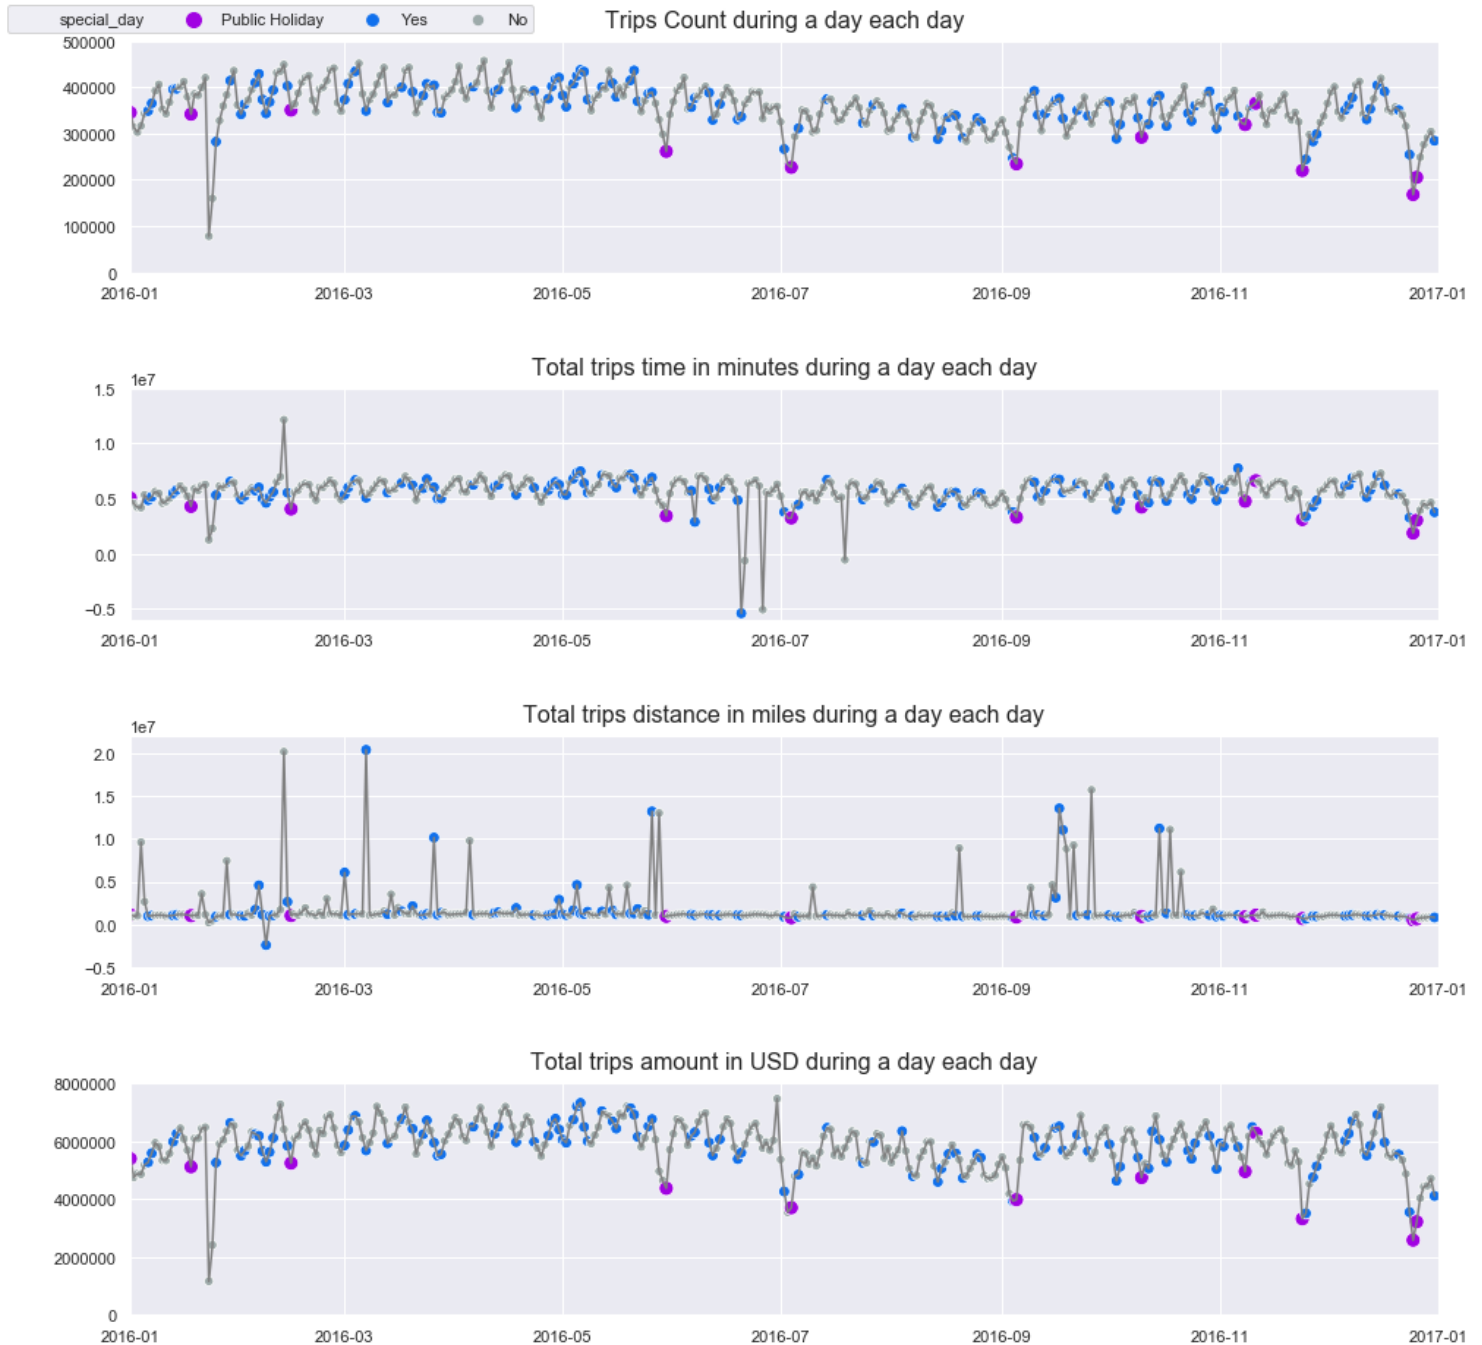 special_day Public Holiday Yes No
Trips Count during a day each day
500000
400000
300000
200000
100000
0
2016-01 2016-03 2016-05 2016-07 2016-09 2016-11 2017-01
Total trips time in minutes during a day each day
1e7
1.5
1.0
0.5
0.0
−0.5
2016-01 2016-03 2016-05 2016-07 2016-09 2016-11 2017-01
Total trips distance in miles during a day each day
1e7
2.0
1.5
1.0
0.5
0.0
−0.5
2016-01 2016-03 2016-05 2016-07 2016-09 2016-11 2017-01
Total trips amount in USD during a day each day
8000000
6000000
4000000
2000000
0
2016-01 2016-03 2016-05 2016-07 2016-09 2016-11 2017-01